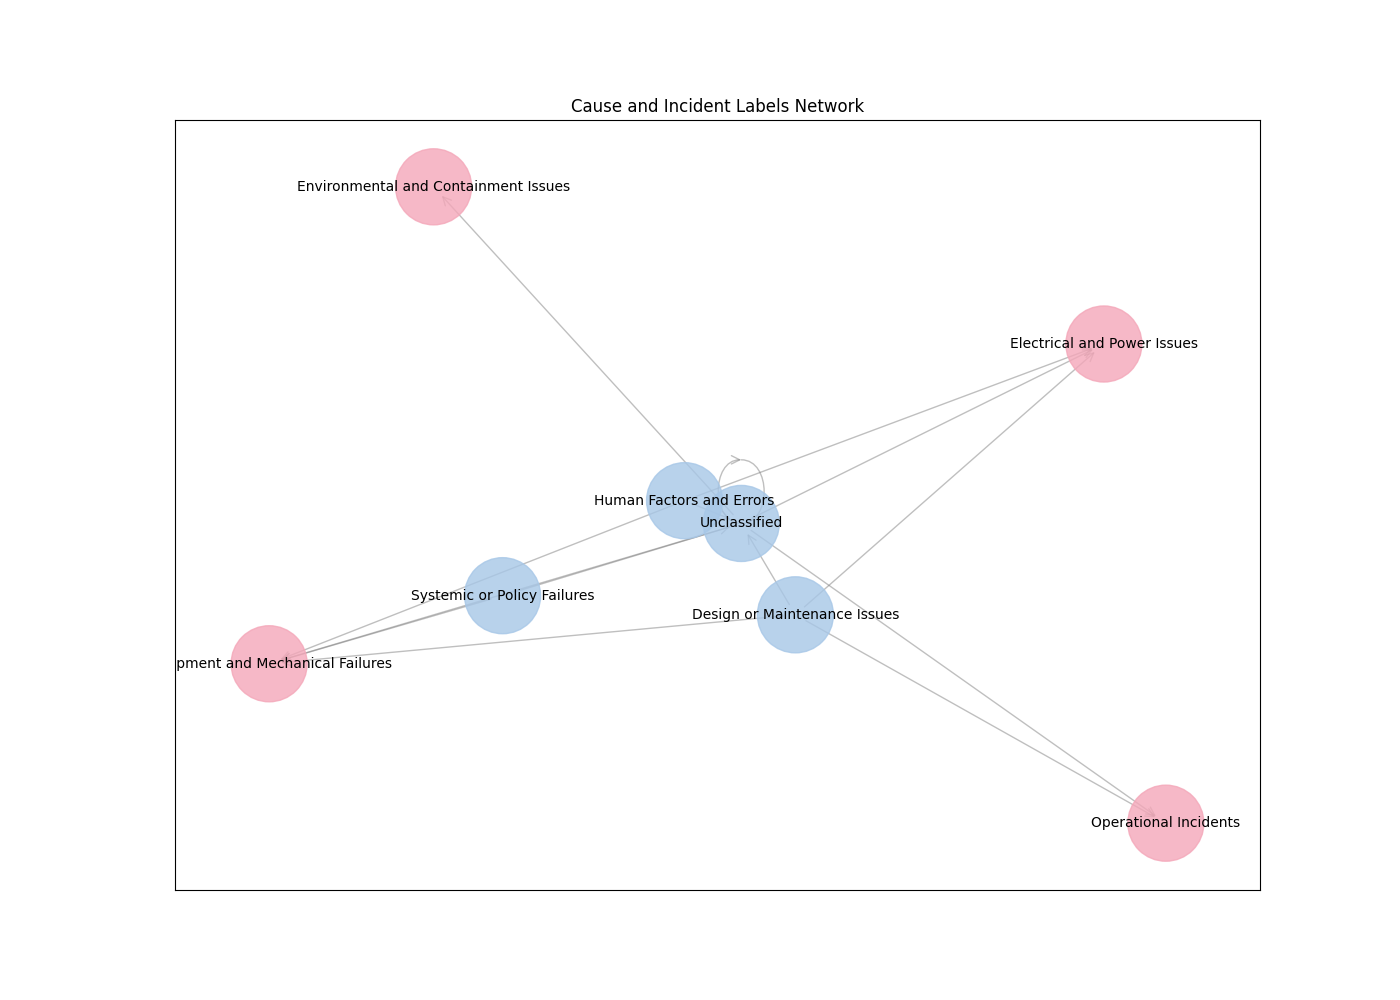 Cause and Incident Labels Network
Environmental and Containment Issues
Electrical and Power Issues
Human Factors and Errors
Unclassified
Systemic or Policy Failures
Design or Maintenance Issues
pment and Mechanical Failures
Operational Incidents